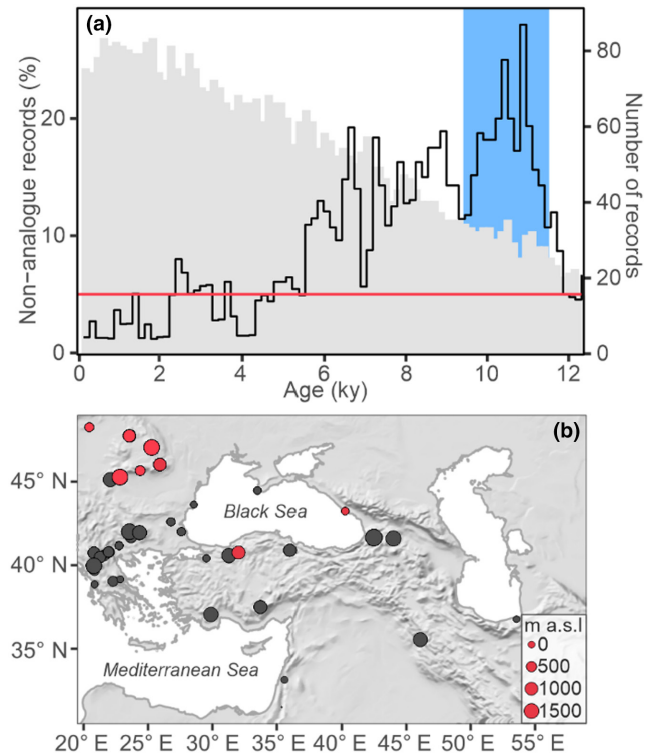 (a)
Non−analogue records (%)
0
10
20
0
20
40
60
80
Number of records
0 2 4 6 8 10 12
Age (ky)
(b)
45° N
40° N
35° N
Black Sea
Mediterranean Sea
m a.s.l
0
500
1000
1500
20° E 25° E 30° E 35° E 40° E 45° E 50° E 55° E